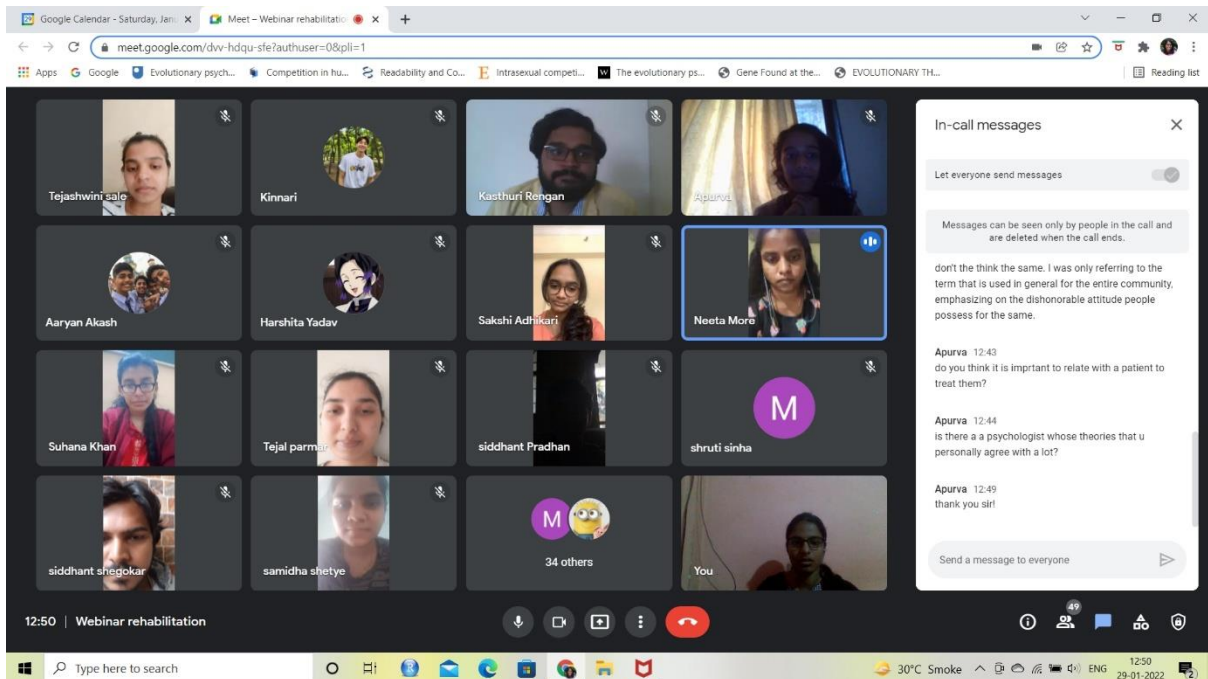 Google Calendar - Saturday, Janu
Meet – Webinar rehabilitatio
meet.google.com/dvv-hdqu-sfe?authuser=0&pli=1
Apps
Google
Evolutionary psych...
Competition in hu...
Readability and Co...
Intrasexual competi...
The evolutionary ps...
Gene Found at the...
EVOLUTIONARY TH...
Reading list
Tejashwini sale
Kinnari
Kasthuri Rengan
Apurva
Aaryan Akash
Harshita Yadav
Sakshi Adhikari
Neeta More
Suhana Khan
Tejal parmar
siddhant Pradhan
M
shruti sinha
siddhant shegokar
samidha shetye
M
34 others
You
In-call messages
Let everyone send messages
Messages can be seen only by people in the call and
are deleted when the call ends.
don't the think the same. I was only referring to the
term that is used in general for the entire community,
emphasizing on the dishonorable attitude people
possess for the same.
Apurva 12:43
do you think it is imprtant to relate with a patient to
treat them?
Apurva 12:44
is there a a psychologist whose theories that u
personally agree with a lot?
Apurva 12:49
thank you sir!
Send a message to everyone
12:50 | Webinar rehabilitation
49
Type here to search
30°C Smoke
ENG
12:50
29-01-2022
2